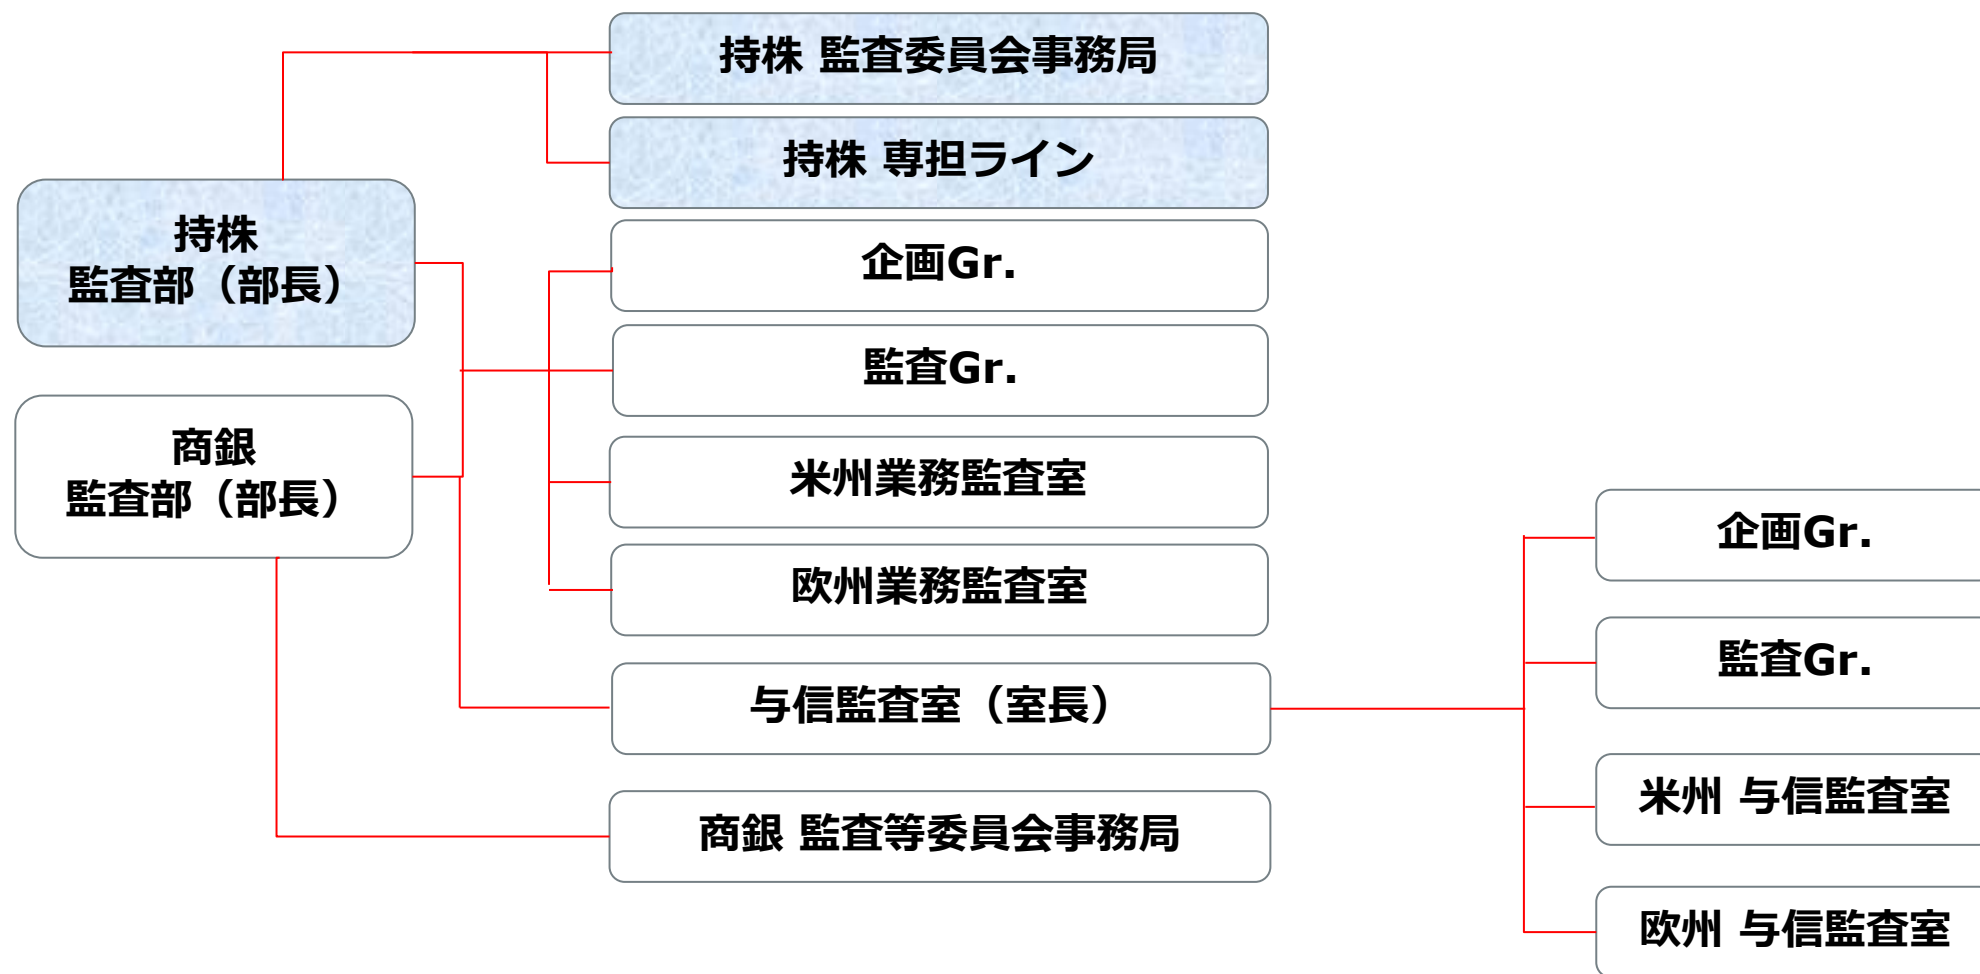 持株 監査委員会事務局
持株 専担ライン
持株
監査部（部長）
企画Gr.
監査Gr.
商銀
監査部（部長）
米州業務監査室
欧州業務監査室
与信監査室（室長）
商銀 監査等委員会事務局
企画Gr.
監査Gr.
米州 与信監査室
欧州 与信監査室